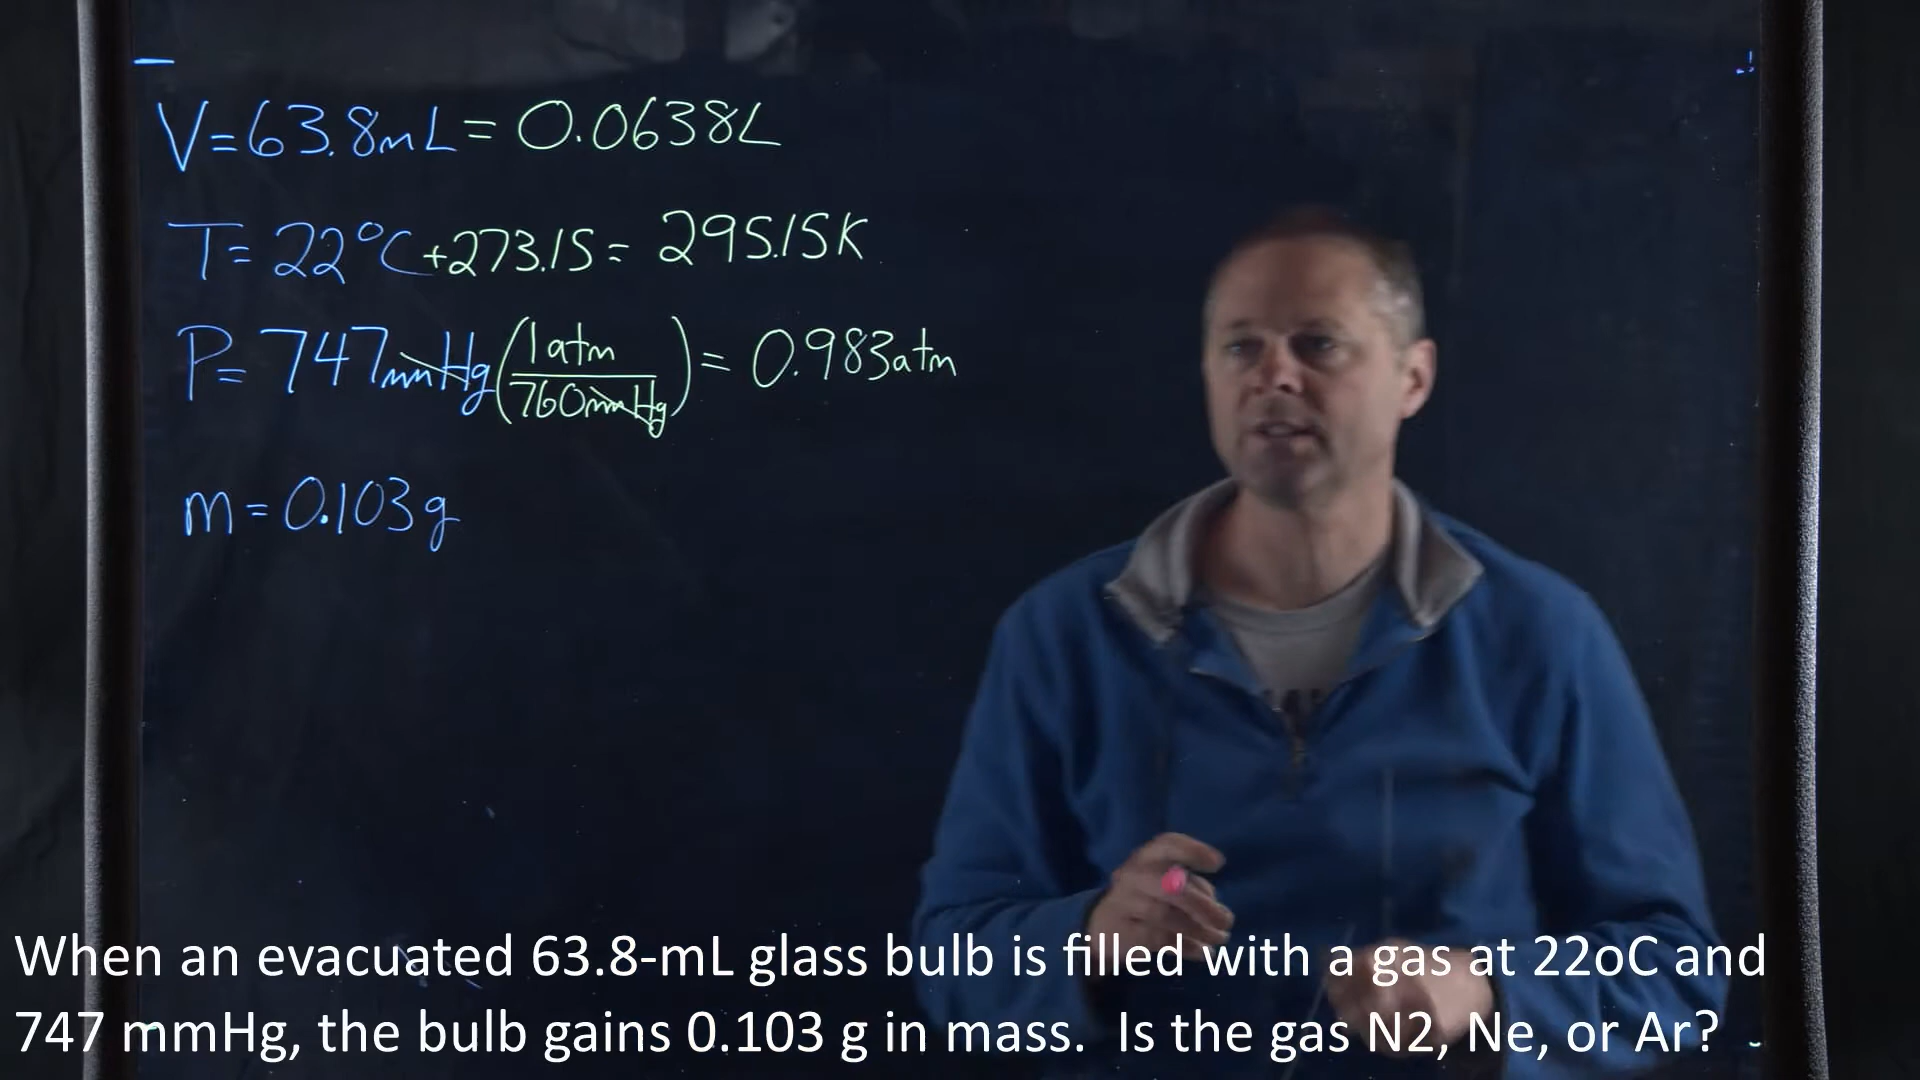 V=63.8mL= 0.0638L
T= 22°C+273.15= 295.15K
P= 747mmHg(1atm/760mmHg)= 0.983atm
m=0.103g
When an evacuated 63.8-mL glass bulb is filled with a gas at 22oC and
747 mmHg, the bulb gains 0.103 g in mass. Is the gas N2, Ne, or Ar?